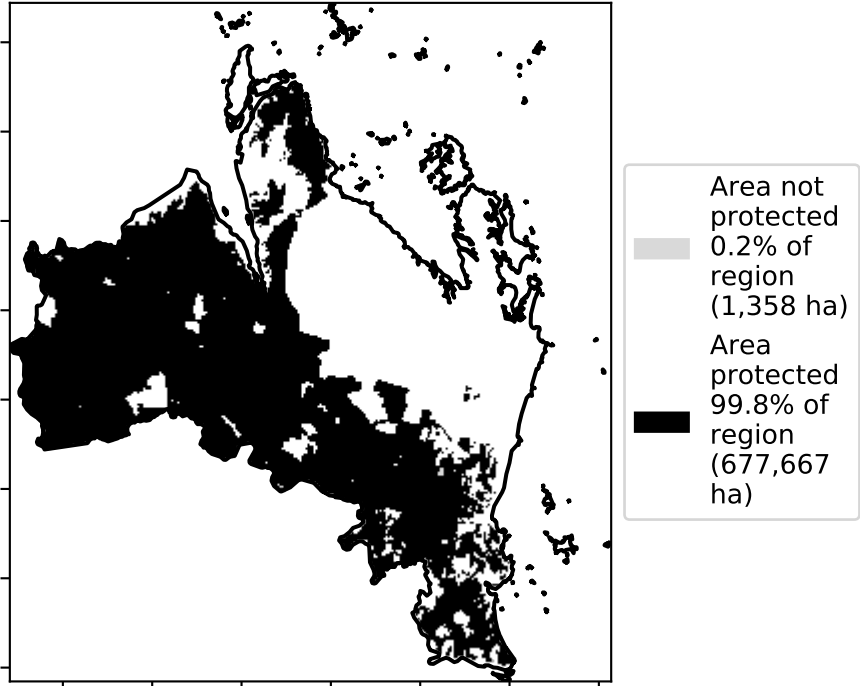 Area not
protected
0.2% of
region
(1,358 ha)
Area
protected
99.8% of
region
(677,667
ha)